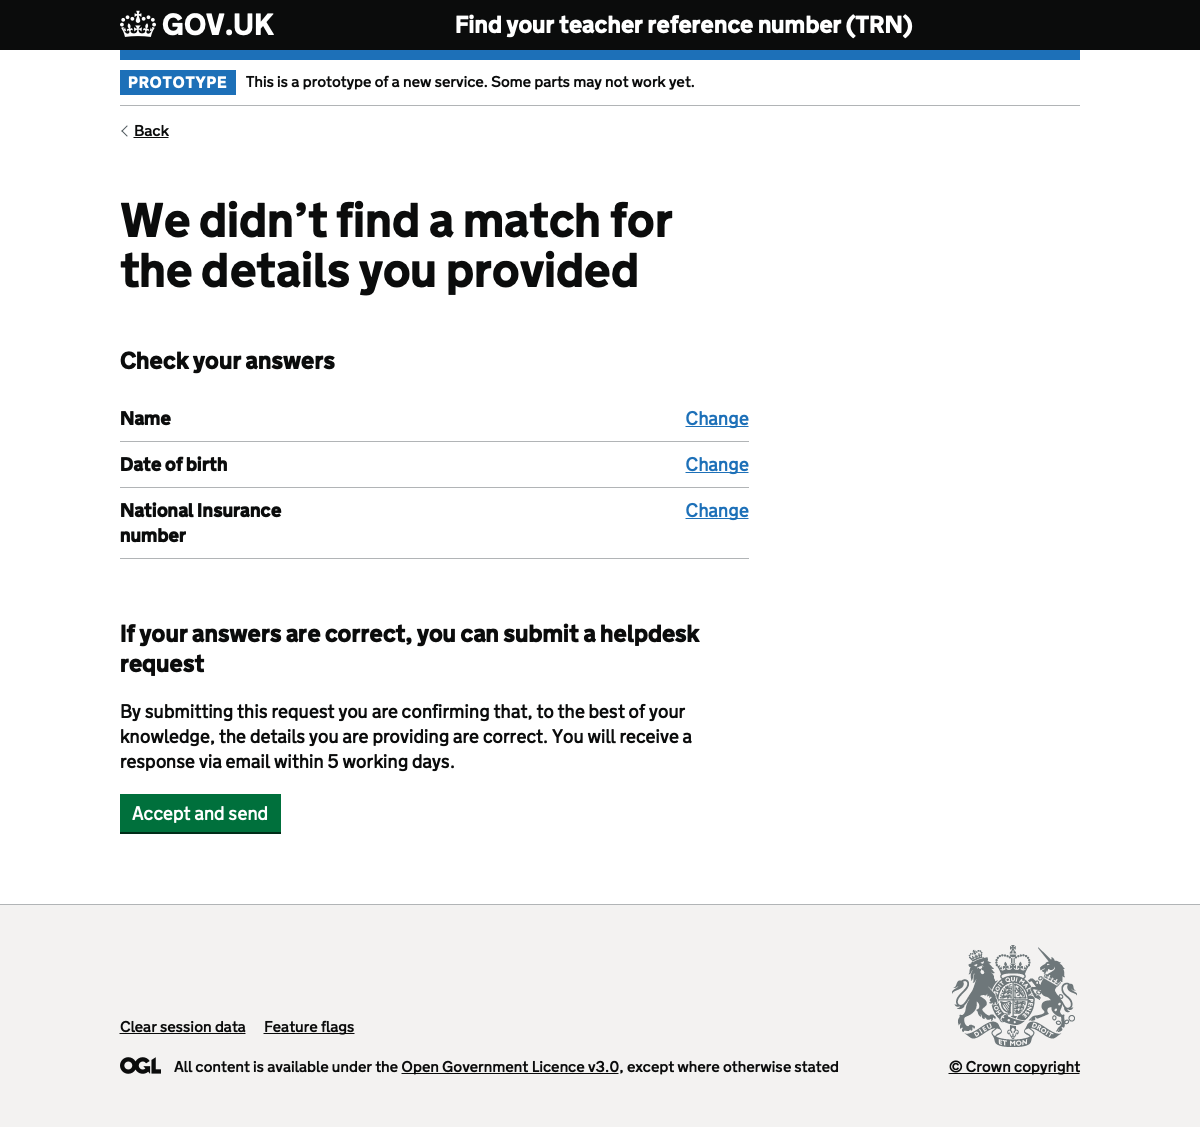 GOV.UK
Find your teacher reference number (TRN)
PROTOTYPE This is a prototype of a new service. Some parts may not work yet.
Back
We didn’t find a match for
the details you provided
Check your answers
Name Change
Date of birth Change
National Insurance Change
number
If your answers are correct, you can submit a helpdesk
request
By submitting this request you are confirming that, to the best of your
knowledge, the details you are providing are correct. You will receive a
response via email within 5 working days.
Accept and send
Clear session data Feature flags
OGL All content is available under the Open Government Licence v3.0, except where otherwise stated
DIEU ET MON DROIT
© Crown copyright